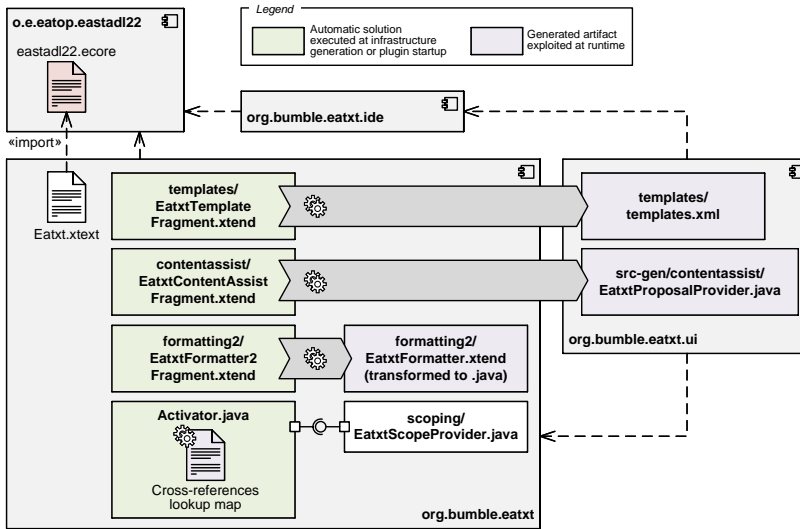 o.e.eatop.eastadl22
eastadl22.ecore
Legend
Automatic solution
executed at infrastructure
generation or plugin startup
Generated artifact
exploited at runtime
org.bumble.eatxt.ide
«import»
Eatxt.xtext
templates/
EatxtTemplate
Fragment.xtend
templates/
templates.xml
contentassist/
EatxtContentAssist
Fragment.xtend
src-gen/contentassist/
EatxtProposalProvider.java
formatting2/
EatxtFormatter2
Fragment.xtend
formatting2/
EatxtFormatter.xtend
(transformed to .java)
org.bumble.eatxt.ui
Activator.java
Cross-references
lookup map
scoping/
EatxtScopeProvider.java
org.bumble.eatxt